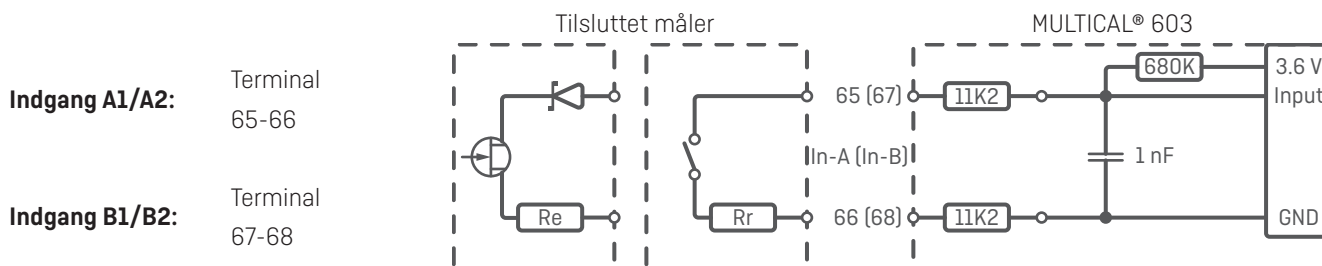 Tilsluttet måler
MULTICAL® 603
Indgang A1/A2:
Terminal
65-66
Indgang B1/B2:
Terminal
67-68
680K
3.6 V
65 (67)
11K2
Input
In-A (In-B)
1 nF
Re
Rr
66 (68)
11K2
GND